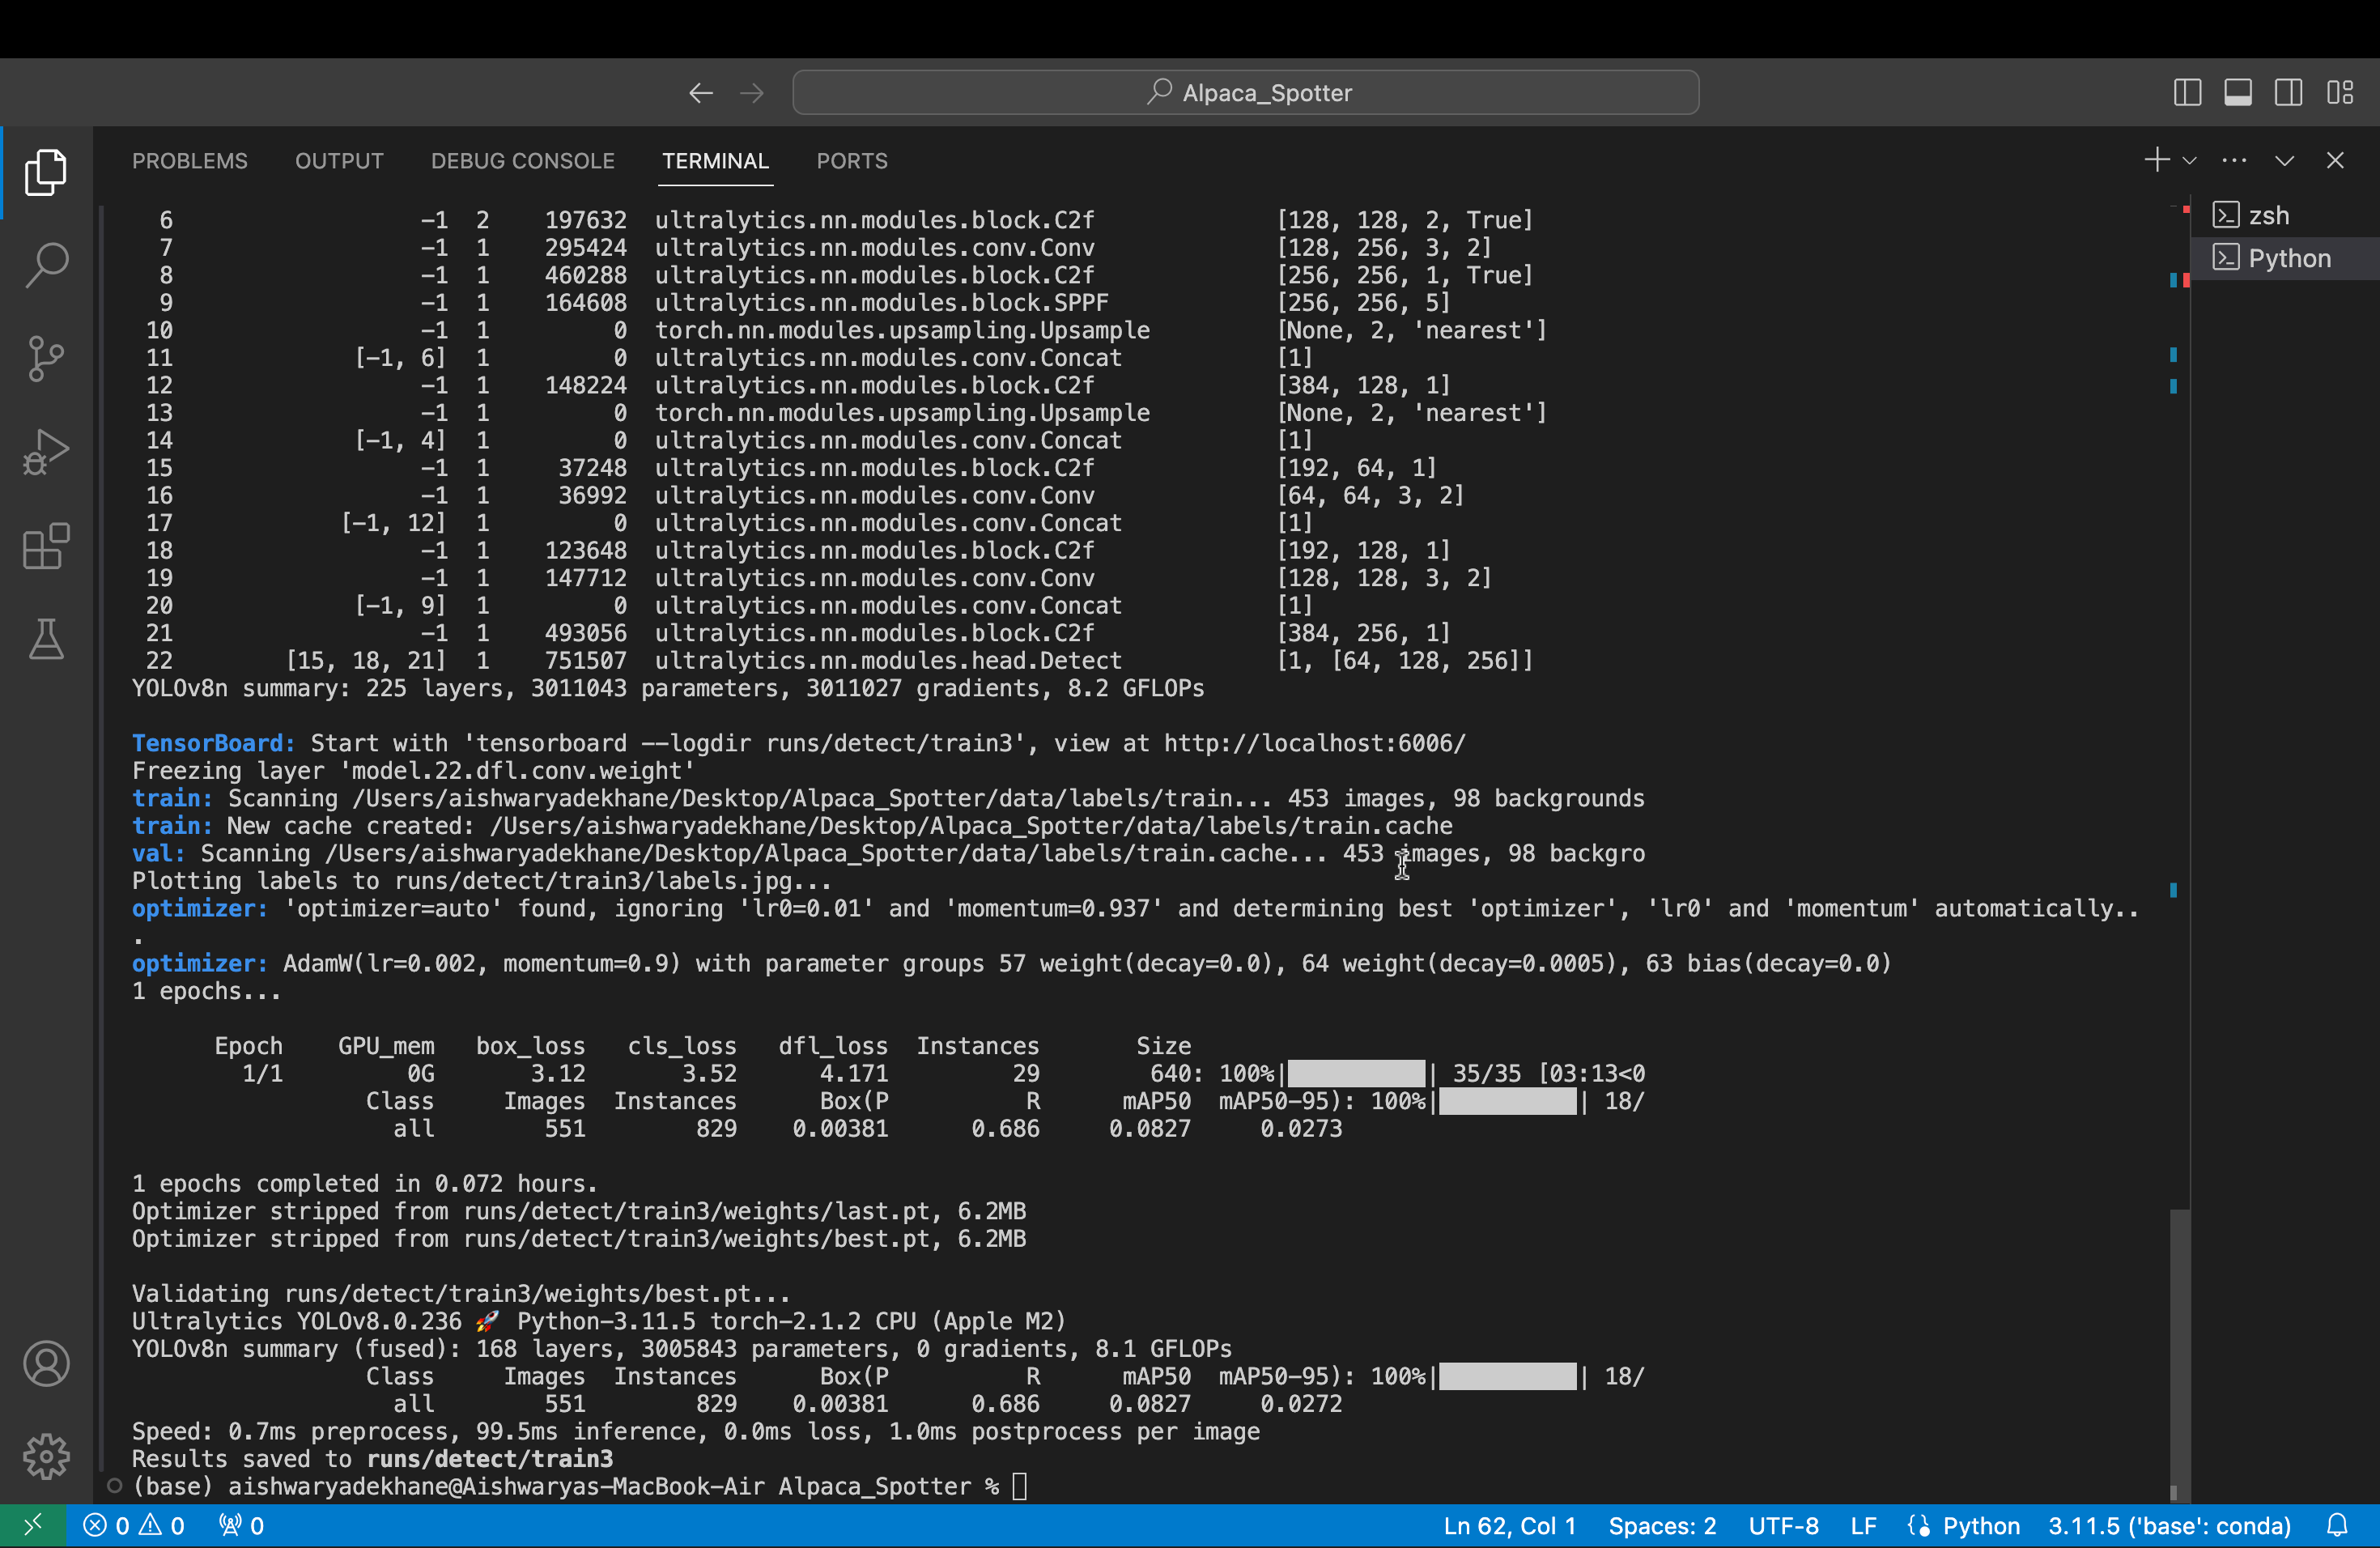 Alpaca_Spotter
PROBLEMS OUTPUT DEBUG CONSOLE TERMINAL PORTS
zsh
Python
6 -1 2 197632 ultralytics.nn.modules.block.C2f [128, 128, 2, True]
7 -1 1 295424 ultralytics.nn.modules.conv.Conv [128, 256, 3, 2]
8 -1 1 460288 ultralytics.nn.modules.block.C2f [256, 256, 1, True]
9 -1 1 164608 ultralytics.nn.modules.block.SPPF [256, 256, 5]
10 -1 1 0 torch.nn.modules.upsampling.Upsample [None, 2, 'nearest']
11 [-1, 6] 1 0 ultralytics.nn.modules.conv.Concat [1]
12 -1 1 148224 ultralytics.nn.modules.block.C2f [384, 128, 1]
13 -1 1 0 torch.nn.modules.upsampling.Upsample [None, 2, 'nearest']
14 [-1, 4] 1 0 ultralytics.nn.modules.conv.Concat [1]
15 -1 1 37248 ultralytics.nn.modules.block.C2f [192, 64, 1]
16 -1 1 36992 ultralytics.nn.modules.conv.Conv [64, 64, 3, 2]
17 [-1, 12] 1 0 ultralytics.nn.modules.conv.Concat [1]
18 -1 1 123648 ultralytics.nn.modules.block.C2f [192, 128, 1]
19 -1 1 147712 ultralytics.nn.modules.conv.Conv [128, 128, 3, 2]
20 [-1, 9] 1 0 ultralytics.nn.modules.conv.Concat [1]
21 -1 1 493056 ultralytics.nn.modules.block.C2f [384, 256, 1]
22 [15, 18, 21] 1 751507 ultralytics.nn.modules.head.Detect [1, [64, 128, 256]]
YOLOv8n summary: 225 layers, 3011043 parameters, 3011027 gradients, 8.2 GFLOPs
TensorBoard: Start with 'tensorboard --logdir runs/detect/train3', view at http://localhost:6006/
Freezing layer 'model.22.dfl.conv.weight'
train: Scanning /Users/aishwaryadekhane/Desktop/Alpaca_Spotter/data/labels/train... 453 images, 98 backgrounds
train: New cache created: /Users/aishwaryadekhane/Desktop/Alpaca_Spotter/data/labels/train.cache
val: Scanning /Users/aishwaryadekhane/Desktop/Alpaca_Spotter/data/labels/train.cache... 453 images, 98 backgro
Plotting labels to runs/detect/train3/labels.jpg...
optimizer: 'optimizer=auto' found, ignoring 'lr0=0.01' and 'momentum=0.937' and determining best 'optimizer', 'lr0' and 'momentum' automatically..
.
optimizer: AdamW(lr=0.002, momentum=0.9) with parameter groups 57 weight(decay=0.0), 64 weight(decay=0.0005), 63 bias(decay=0.0)
1 epochs...
Epoch GPU_mem box_loss cls_loss dfl_loss Instances Size
1/1 0G 3.12 3.52 4.171 29 640: 100%|██████████| 35/35 [03:13<0
Class Images Instances Box(P R mAP50 mAP50-95): 100%|██████████| 18/
all 551 829 0.00381 0.686 0.0827 0.0273
1 epochs completed in 0.072 hours.
Optimizer stripped from runs/detect/train3/weights/last.pt, 6.2MB
Optimizer stripped from runs/detect/train3/weights/best.pt, 6.2MB
Validating runs/detect/train3/weights/best.pt...
Ultralytics YOLOv8.0.236 🚀 Python-3.11.5 torch-2.1.2 CPU (Apple M2)
YOLOv8n summary (fused): 168 layers, 3005843 parameters, 0 gradients, 8.1 GFLOPs
Class Images Instances Box(P R mAP50 mAP50-95): 100%|██████████| 18/
all 551 829 0.00381 0.686 0.0827 0.0272
Speed: 0.7ms preprocess, 99.5ms inference, 0.0ms loss, 1.0ms postprocess per image
Results saved to runs/detect/train3
(base) aishwaryadekhane@Aishwaryas-MacBook-Air Alpaca_Spotter %
0 0 0 Ln 62, Col 1 Spaces: 2 UTF-8 LF Python 3.11.5 ('base': conda)